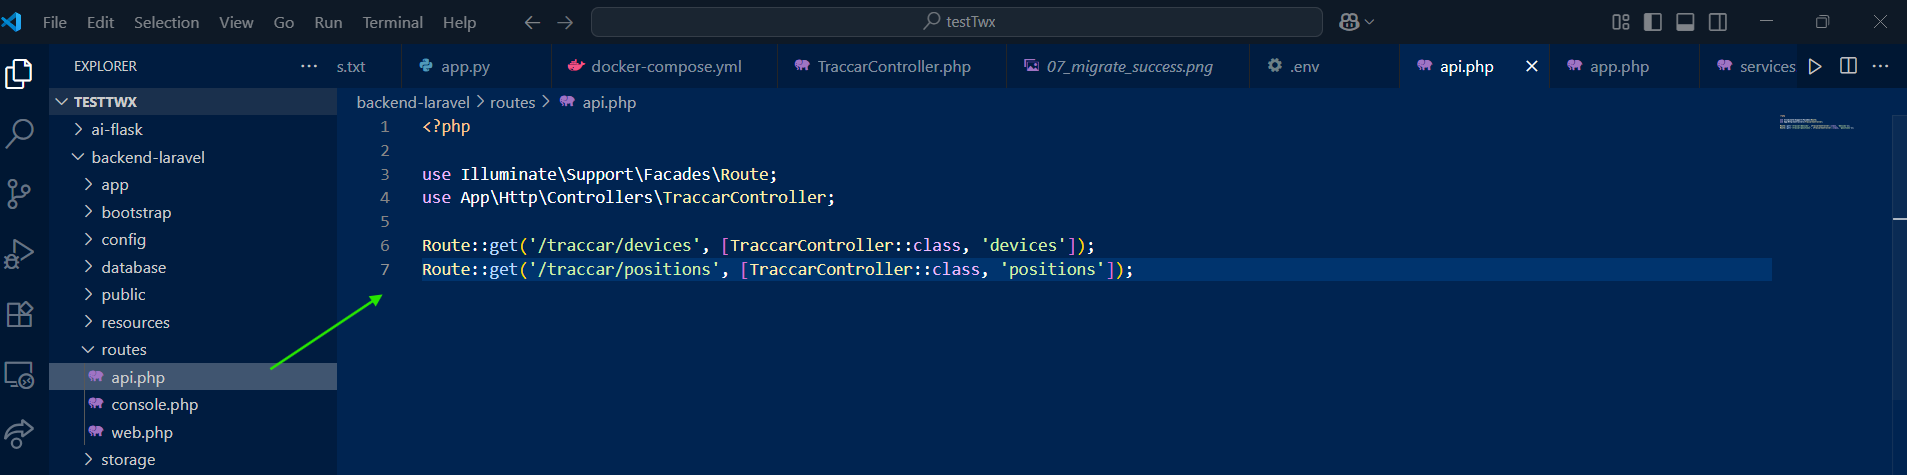 File Edit Selection View Go Run Terminal Help testTwx
EXPLORER ... s.txt app.py docker-compose.yml TraccarController.php 07_migrate_success.png .env api.php app.php services
TESTTWX
backend-laravel > routes > api.php
ai-flask
backend-laravel
app
bootstrap
config
database
public
resources
routes
api.php
console.php
web.php
storage
1 <?php
2
3 use Illuminate\Support\Facades\Route;
4 use App\Http\Controllers\TraccarController;
5
6 Route::get('/traccar/devices', [TraccarController::class, 'devices']);
7 Route::get('/traccar/positions', [TraccarController::class, 'positions']);